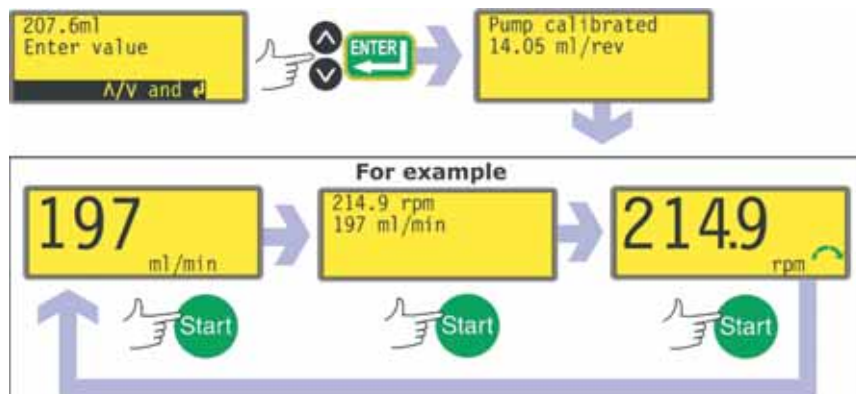 207.6ml
Enter value
∧/∨ and ↲
ENTER
Pump calibrated
14.05 ml/rev
For example
197
ml/min
214.9 rpm
197 ml/min
214.9
rpm
Start
Start
Start